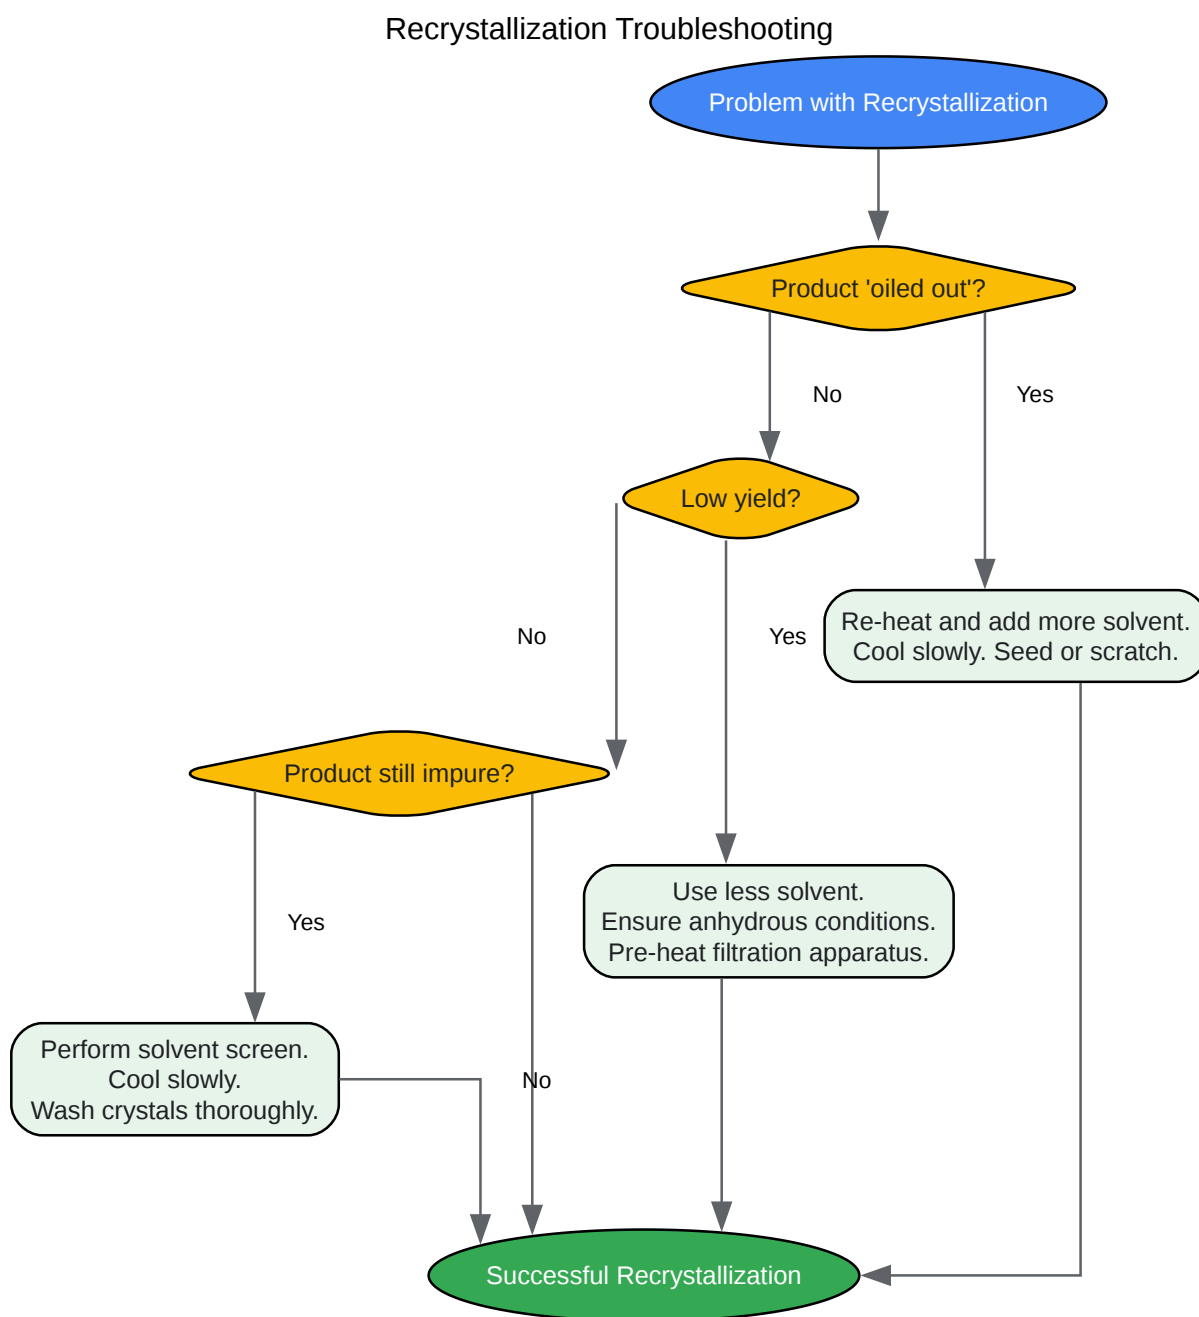 Recrystallization Troubleshooting
Problem with Recrystallization
Product 'oiled out'?
No
Yes
Low yield?
No
Yes
Re-heat and add more solvent.
Cool slowly. Seed or scratch.
Product still impure?
Use less solvent.
Ensure anhydrous conditions.
Pre-heat filtration apparatus.
Yes
Perform solvent screen.
Cool slowly.
Wash crystals thoroughly.
No
Successful Recrystallization